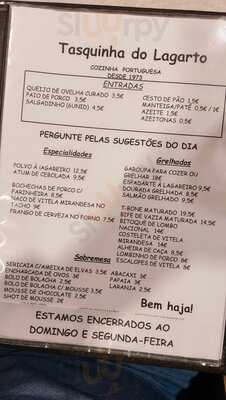 Tasquinha do Lagarto
COZINHA PORTUGUESA
DESDE 1973
ENTRADAS
QUEIJO DE OVELHA CURADO 3,5€
PAIO DE PORCO 3,5€
SALGADINHO (6UNID) 4,5€
CESTO DE PÃO 1,5€
MANTEIGA/PATÊ 0,5€/1€
AZEITE 1,5€
AZEITONAS 0,5€
PERGUNTE PELAS SUGESTÕES DO DIA
Especialidades
POLVO À LAGAREIRO 12,5€
ATUM DE CEBOLADA 9,5€
BOCHECHAS DE PORCO C/
FARINHEIRA 8,5€
NACO DE VITELA MIRANDESA NO
TACHO 9€
FRANGO DE CERVEJA NO FORNO 7,5€
Grelhados
GAROUPA PARA COZER OU
GRELHAR 18€
ESPADARTE À LAGAREIRO 9,5€
DOURADA GRELHADA 9,5€
SALMÃO GRELHADO 9,5€
T-BONE MATURADO 19,5€
BIFE DE VAZIA MATURADA 14,5€
BITOQUE DE LOMBO
NACIONAL 14€
COSTELETA DE VITELA
MIRANDESA 14€
ALHEIRA DE CAÇA 8,5€
LOMBINHO DE PORCO 8€
ESCALOPES DE VITELA 8€
Sobremesa
SERICAIA C/AMEIXA DE ELVAS 3,5€
ENCHARCADA DE OVOS 3€
BOLO DE BOLACHA 2,5€
BOLO DE BOLACHA C/ MOUSSE 3,5€
MOUSSE DE CHOCOLATE 2,5€
SHOT DE MOUSSE 2€
ABACAXI 3€
PAPAIA 3€
LARANJA 2,5€
Bem haja!
ESTAMOS ENCERRADOS AO
DOMINGO E SEGUNDA-FEIRA